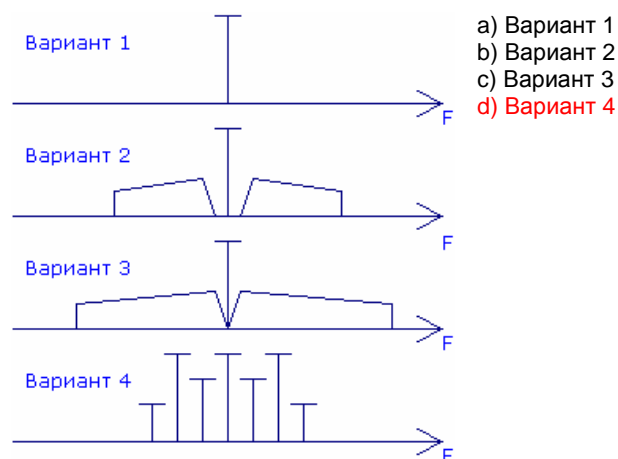 Вариант 1
F
Вариант 2
F
Вариант 3
F
Вариант 4
F
a) Вариант 1
b) Вариант 2
c) Вариант 3
d) Вариант 4